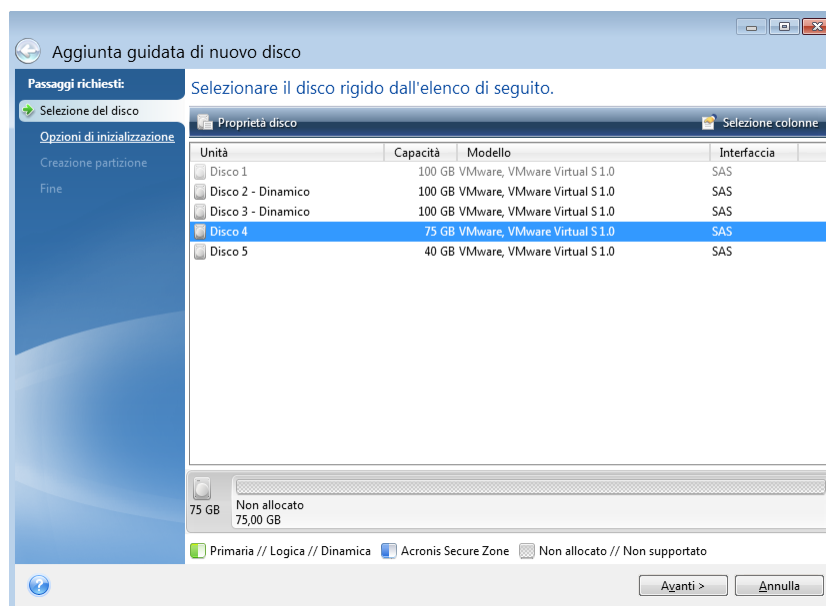 Aggiunta guidata di nuovo disco
Passaggi richiesti:
Selezione del disco
Opzioni di inizializzazione
Creazione partizione
Fine
Selezionare il disco rigido dall'elenco di seguito.
Proprietà disco Selezione colonne
Unità Capacità Modello Interfaccia
Disco 1 100 GB VMware, VMware Virtual S 1.0 SAS
Disco 2 - Dinamico 100 GB VMware, VMware Virtual S 1.0 SAS
Disco 3 - Dinamico 100 GB VMware, VMware Virtual S 1.0 SAS
Disco 4 75 GB VMware, VMware Virtual S 1.0 SAS
Disco 5 40 GB VMware, VMware Virtual S 1.0 SAS
75 GB
Non allocato
75,00 GB
Primaria // Logica // Dinamica Acronis Secure Zone Non allocato // Non supportato
Avanti > Annulla